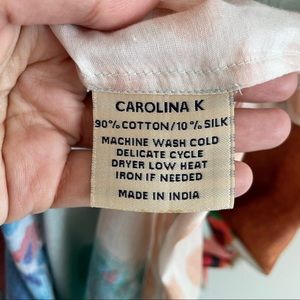 CAROLINA K
90% COTTON/10% SILK
MACHINE WASH COLD
DELICATE CYCLE
DRYER LOW HEAT
IRON IF NEEDED
MADE IN INDIA